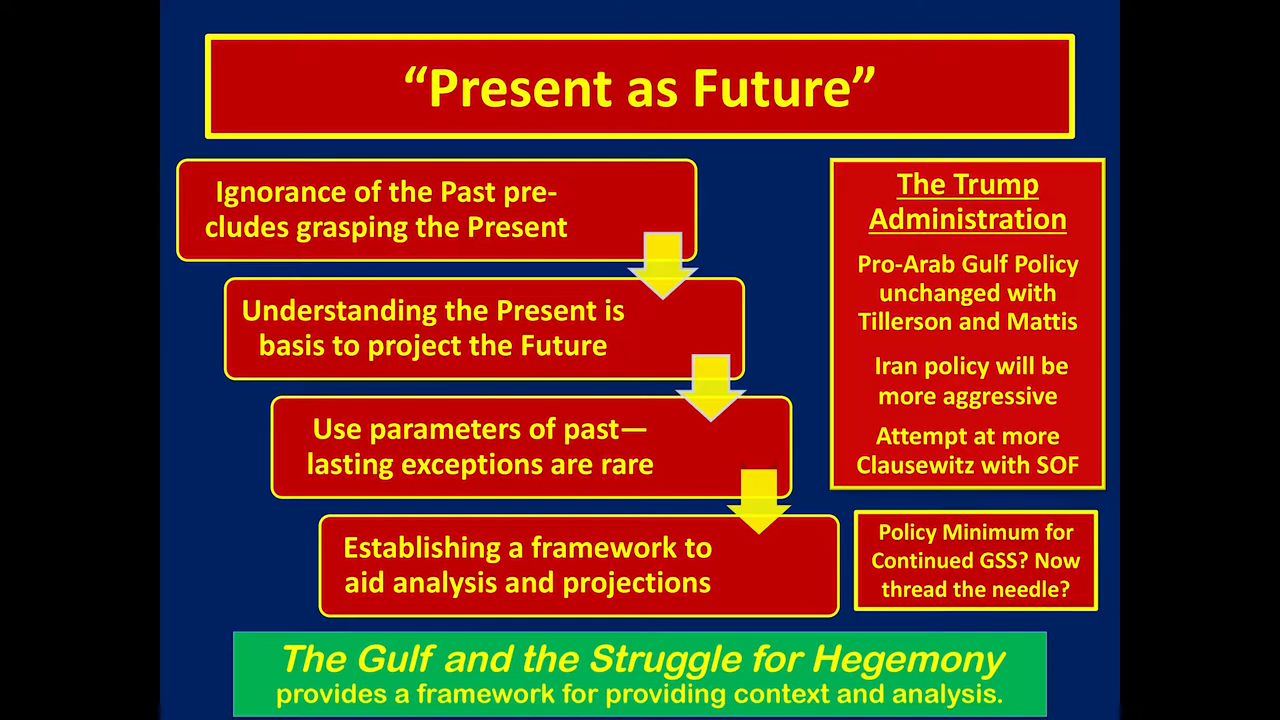 “Present as Future”
Ignorance of the Past pre-
cludes grasping the Present
Understanding the Present is
basis to project the Future
Use parameters of past—
lasting exceptions are rare
Establishing a framework to
aid analysis and projections
The Trump
Administration
Pro-Arab Gulf Policy
unchanged with
Tillerson and Mattis
Iran policy will be
more aggressive
Attempt at more
Clausewitz with SOF
Policy Minimum for
Continued GSS? Now
thread the needle?
The Gulf and the Struggle for Hegemony
provides a framework for providing context and analysis.